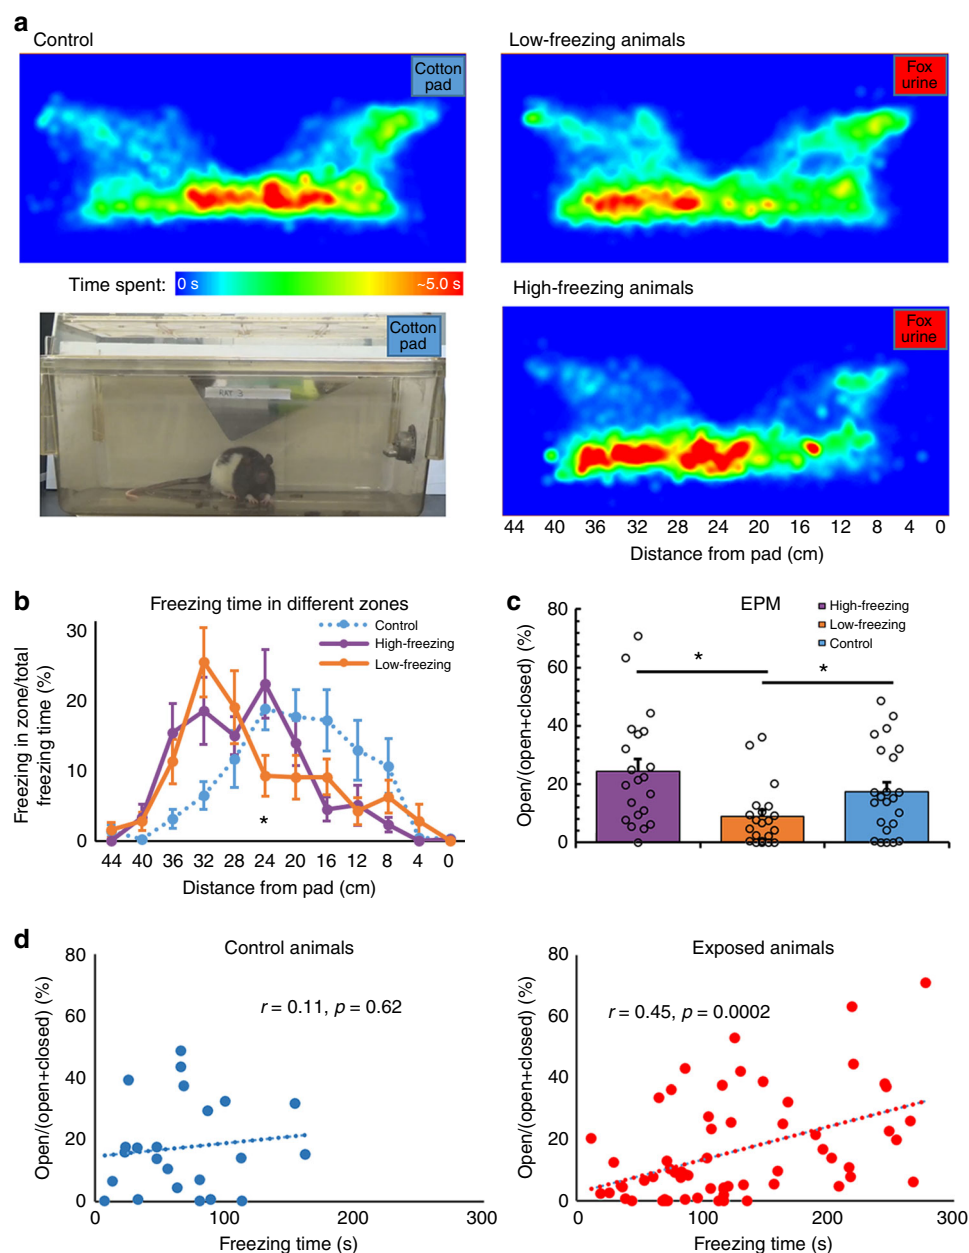 a
Control
Low-freezing animals
Cotton
pad
Fox
urine
Time spent:
0 s
~5.0 s
High-freezing animals
Cotton
pad
Fox
urine
RAT 3
44 40 36 32 28 24 20 16 12 8 4 0
Distance from pad (cm)
b
Freezing time in different zones
Control
High-freezing
Low-freezing
Freezing in zone/total
freezing time (%)
30
20
10
0
*
44 40 36 32 28 24 20 16 12 8 4 0
Distance from pad (cm)
c
EPM
High-freezing
Low-freezing
Control
Open/(open+closed) (%)
80
60
40
20
0
*
*
d
Control animals
Open/(open+closed) (%)
80
60
40
20
0
r = 0.11, p = 0.62
0 100 200 300
Freezing time (s)
Exposed animals
Open/(open+closed) (%)
80
60
40
20
0
r = 0.45, p = 0.0002
0 100 200 300
Freezing time (s)